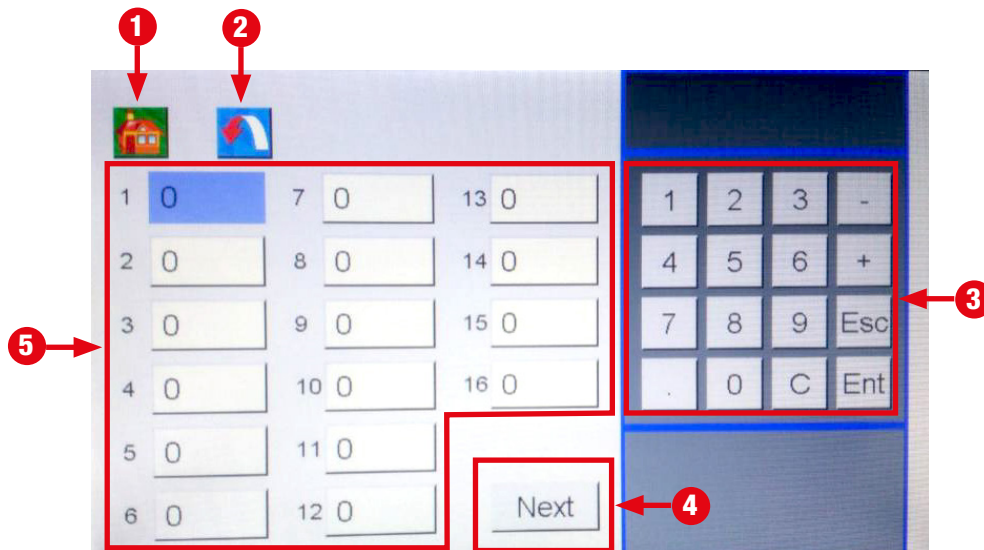 1 2
1 0 7 0 13 0 1 2 3 -
2 0 8 0 14 0 4 5 6 +
3 0 9 0 15 0 7 8 9 Esc 3
5
4 0 10 0 16 0 . 0 C Ent
5 0 11 0
6 0 12 0 Next 4